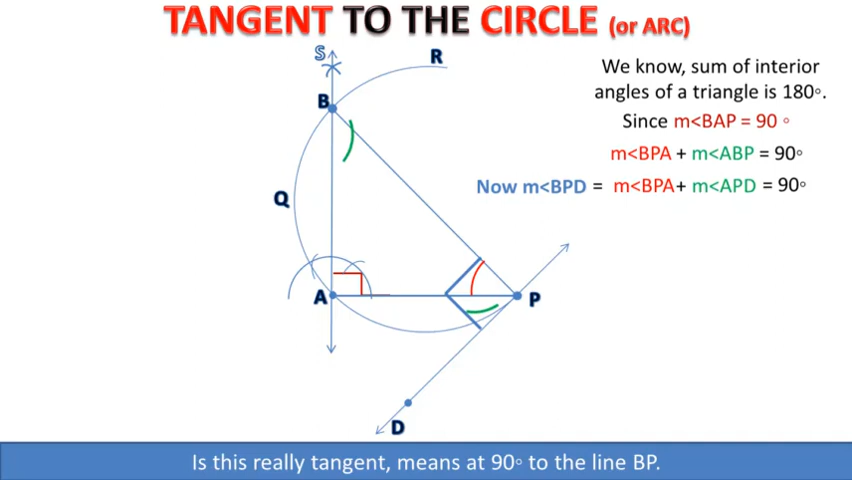 TANGENT TO THE CIRCLE (or ARC)
S
R
B
We know, sum of interior
angles of a triangle is 180°.
Since m<BAP = 90 °
m<BPA + m<ABP = 90°
Now m<BPD = m<BPA+ m<APD = 90°
Q
A
P
D
Is this really tangent, means at 90° to the line BP.